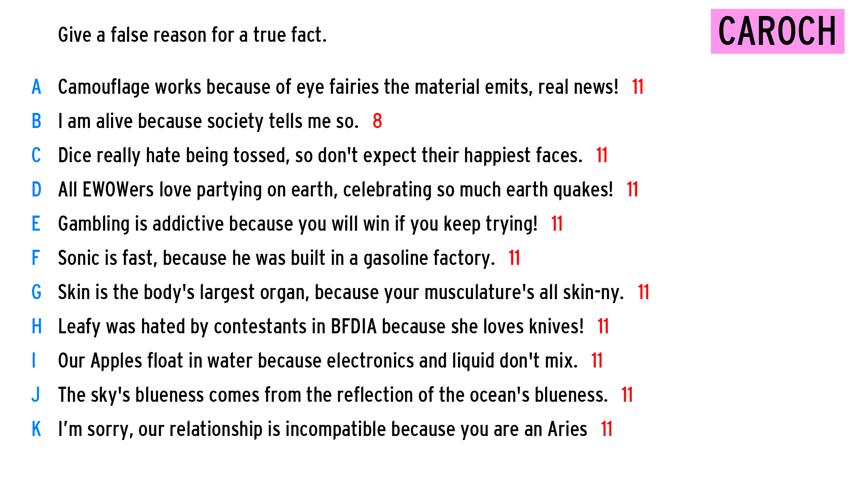 Give a false reason for a true fact.
CAROCH
A Camouflage works because of eye fairies the material emits, real news! 11
B I am alive because society tells me so. 8
C Dice really hate being tossed, so don't expect their happiest faces. 11
D All EWOWers love partying on earth, celebrating so much earth quakes! 11
E Gambling is addictive because you will win if you keep trying! 11
F Sonic is fast, because he was built in a gasoline factory. 11
G Skin is the body's largest organ, because your musculature's all skin-ny. 11
H Leafy was hated by contestants in BFDIA because she loves knives! 11
I Our Apples float in water because electronics and liquid don't mix. 11
J The sky's blueness comes from the reflection of the ocean's blueness. 11
K I’m sorry, our relationship is incompatible because you are an Aries 11